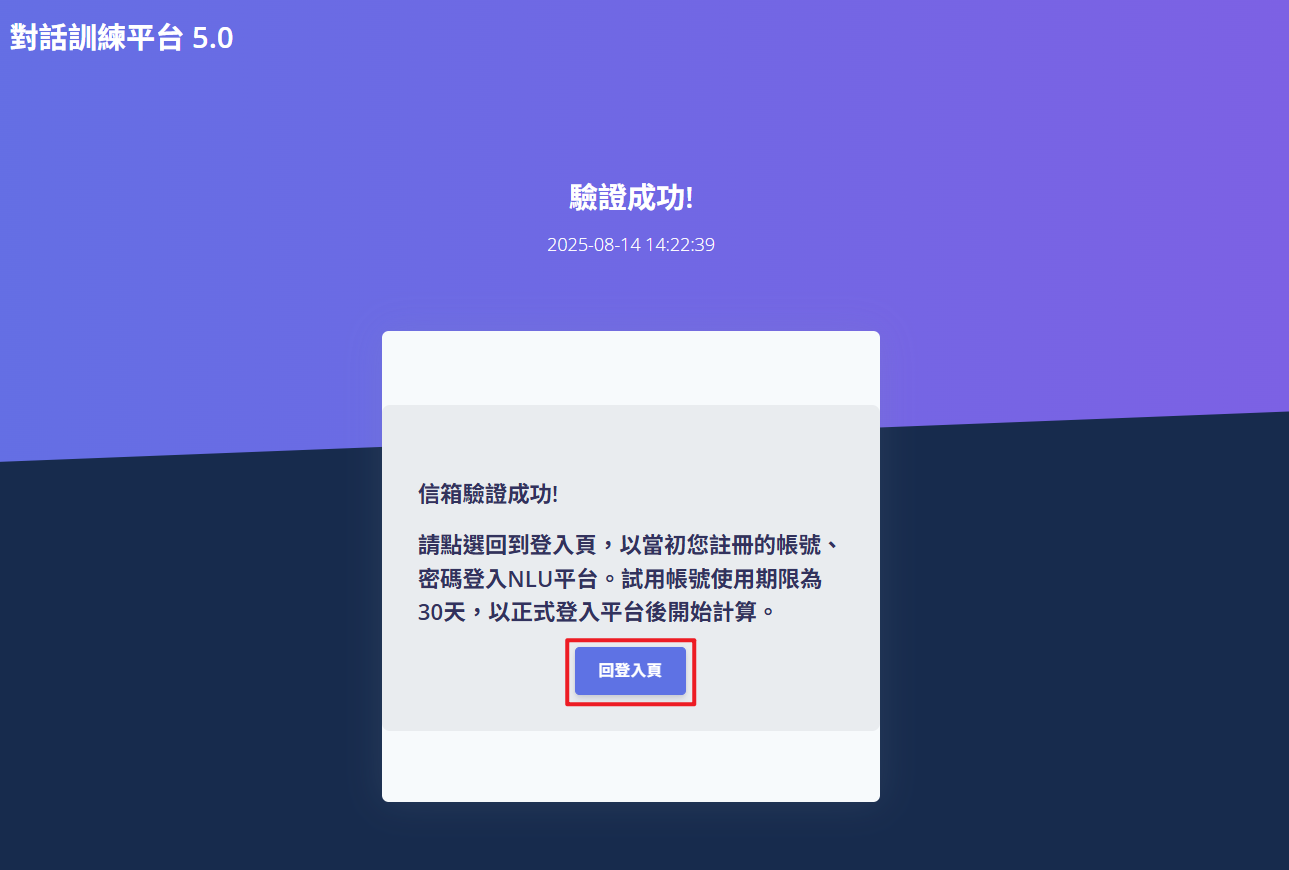 對話訓練平台 5.0
驗證成功!
2025-08-14 14:22:39
信箱驗證成功!
請點選回到登入頁，以當初您註冊的帳號、
密碼登入NLU平台。試用帳號使用期限為
30天，以正式登入平台後開始計算。
回登入頁